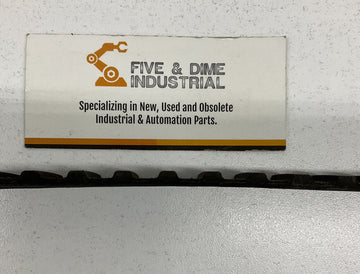 FIVE & DIME
INDUSTRIAL
Specializing in New, Used and Obsolete
Industrial & Automation Parts.